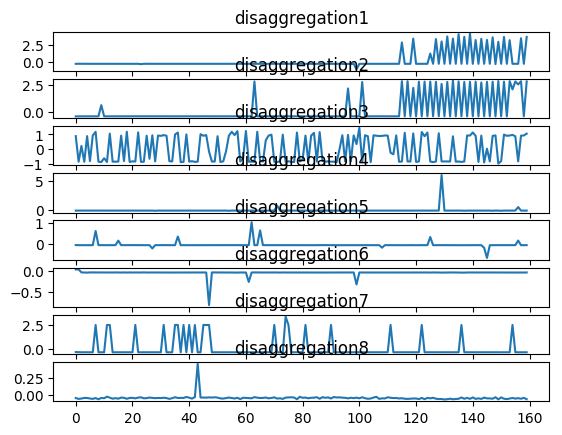 disaggregation1
2.5
0.0
disaggregation2
2.5
0.0
disaggregation3
1
0
−1
disaggregation4
5
0
disaggregation5
1
0
disaggregation6
0.0
−0.5
disaggregation7
2.5
0.0
disaggregation8
0.25
0.00
0 20 40 60 80 100 120 140 160